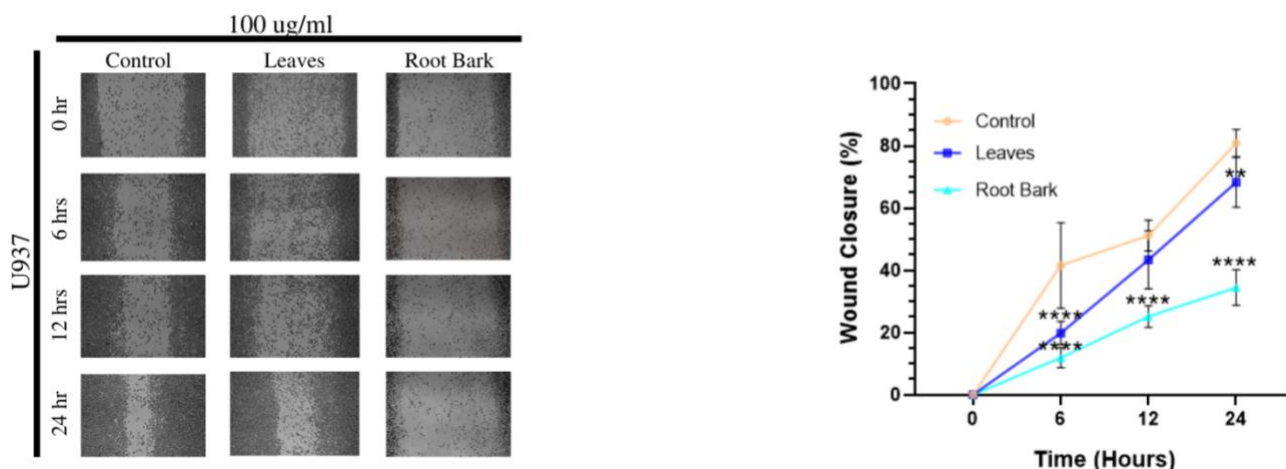 100 ug/ml
Control Leaves Root Bark
U937
0 hr
6 hrs
12 hrs
24 hr
Wound Closure (%)
100
80
60
40
20
0
Control
Leaves
Root Bark
**
****
****
****
****
0 6 12 24
Time (Hours)